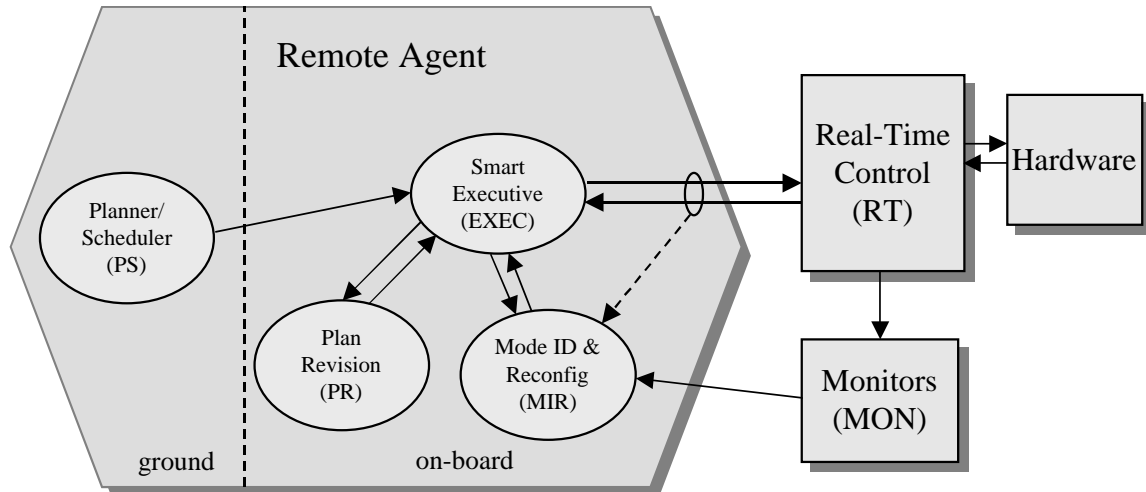 Remote Agent
Planner/
Scheduler
(PS)
Smart
Executive
(EXEC)
Plan
Revision
(PR)
Mode ID &
Reconfig
(MIR)
ground
on-board
Real-Time
Control
(RT)
Hardware
Monitors
(MON)